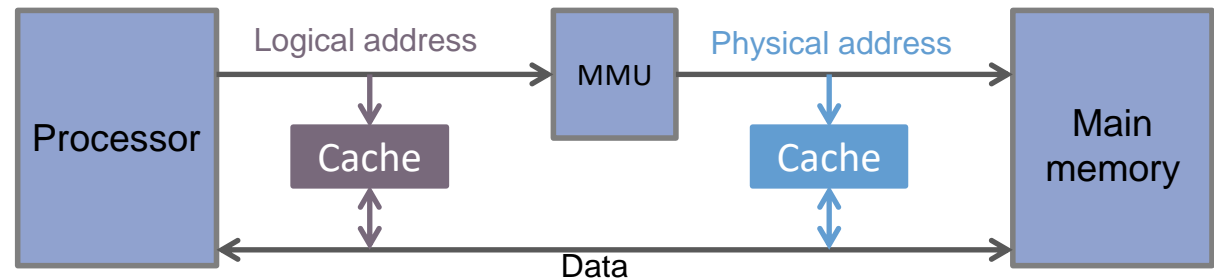 Logical address
Physical address
MMU
Processor
Cache
Cache
Main
memory
Data